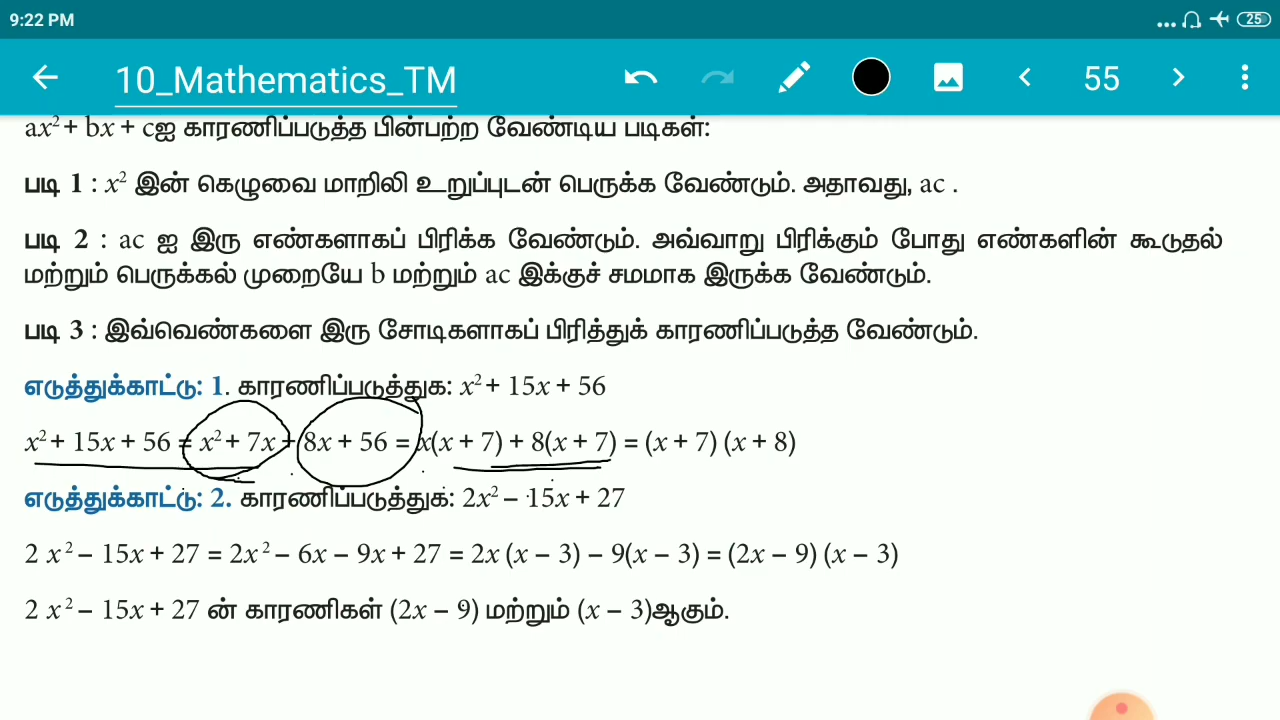 9:22 PM
25
10_Mathematics_TM
55
ax²+ bx + cஐ காரணிப்படுத்த பின்பற்ற வேண்டிய படிகள்:
படி 1 : x² இன் கெழுவை மாறிலி உறுப்புடன் பெருக்க வேண்டும். அதாவது, ac .
படி 2 : ac ஐ இரு எண்களாகப் பிரிக்க வேண்டும். அவ்வாறு பிரிக்கும் போது எண்களின் கூடுதல்
மற்றும் பெருக்கல் முறையே b மற்றும் ac இக்குச் சமமாக இருக்க வேண்டும்.
படி 3 : இவ்வெண்களை இரு சோடிகளாகப் பிரித்துக் காரணிப்படுத்த வேண்டும்.
எடுத்துக்காட்டு: 1. காரணிப்படுத்துக: x²+ 15x + 56
x²+ 15x + 56 = x²+ 7x + 8x + 56 = x(x + 7) + 8(x + 7) = (x + 7) (x + 8)
எடுத்துக்காட்டு: 2. காரணிப்படுத்துக: 2x² – 15x + 27
2 x² – 15x + 27 = 2x² – 6x – 9x + 27 = 2x (x – 3) – 9(x – 3) = (2x – 9) (x – 3)
2 x² – 15x + 27 ன் காரணிகள் (2x – 9) மற்றும் (x – 3)ஆகும்.